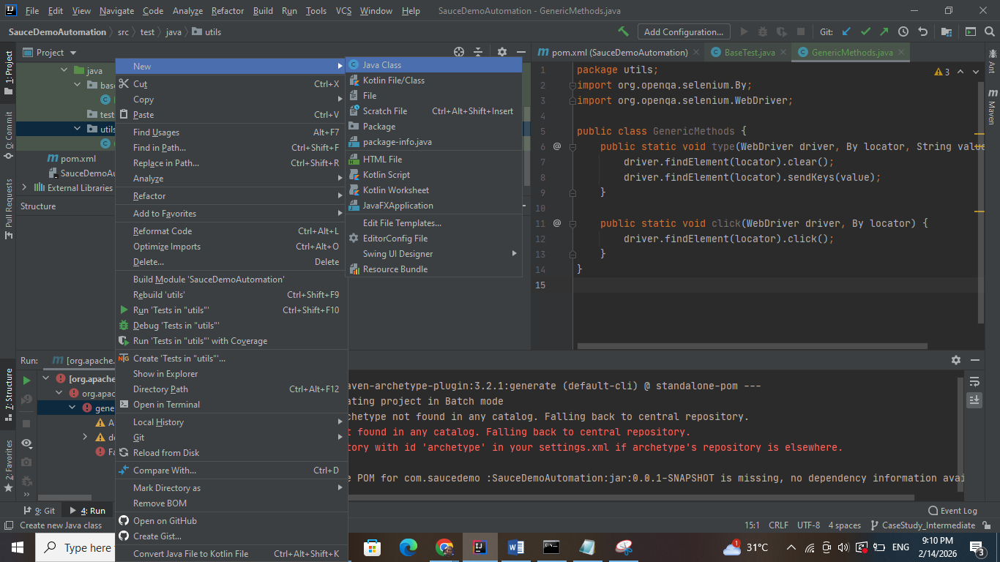 File Edit View Navigate Code Analyze Refactor Build Run Tools VCS Window Help SauceDemoAutomation - GenericMethods.java
SauceDemoAutomation src test java utils Add Configuration... Git:
Project
pom.xml (SauceDemoAutomation) BaseTest.java GenericMethods.java
1: Project
Commit
Pull Requests
7: Structure
2: Favorites
java
utils
pom.xml
External Libraries
Structure
New
Cut Ctrl+X
Copy
Paste Ctrl+V
Find Usages Alt+F7
Find in Path... Ctrl+Shift+F
Replace in Path... Ctrl+Shift+R
Analyze
Refactor
Add to Favorites
Reformat Code Ctrl+Alt+L
Optimize Imports Ctrl+Alt+O
Delete... Delete
Build Module 'SauceDemoAutomation'
Rebuild 'utils' Ctrl+Shift+F9
Run 'Tests in "utils"' Ctrl+Shift+F10
Debug 'Tests in "utils"'
Run 'Tests in "utils"' with Coverage
Create 'Tests in "utils"'...
Show in Explorer
Directory Path Ctrl+Alt+F12
Open in Terminal
Local History
Git
Reload from Disk
Compare With... Ctrl+D
Mark Directory as
Remove BOM
Open on GitHub
Create Gist...
Convert Java File to Kotlin File Ctrl+Alt+Shift+K
Java Class
Kotlin File/Class
File
Scratch File Ctrl+Alt+Shift+Insert
Package
package-info.java
HTML File
Kotlin Script
Kotlin Worksheet
JavaFXApplication
Edit File Templates...
EditorConfig File
Swing UI Designer
Resource Bundle
1 package utils;
2 import org.openqa.selenium.By;
3 import org.openqa.selenium.WebDriver;
4
5 public class GenericMethods {
6 @ public static void type(WebDriver driver, By locator, String value
7 driver.findElement(locator).clear();
8 driver.findElement(locator).sendKeys(value);
9 }
10
11 @ public static void click(WebDriver driver, By locator) {
12 driver.findElement(locator).click();
13 }
14 }
15
3
Ant
Maven
Run: [org.apache.
[org.apache
org.apac
gene
aven-archetype-plugin:3.2.1:generate (default-cli) @ standalone-pom ---
ating project in Batch mode
chetype not found in any catalog. Falling back to central repository.
t found in any catalog. Falling back to central repository.
tory with id 'archetype' in your settings.xml if archetype's repository is elsewhere.
e POM for com.saucedemo :SauceDemoAutomation:jar:0.0.1-SNAPSHOT is missing, no dependency information avai
9: Git 4: Run Event Log
Create new Java class 15:1 CRLF UTF-8 4 spaces CaseStudy_Intermediate
Type here 1 31°C ENG 9:10 PM
2/14/2026 3